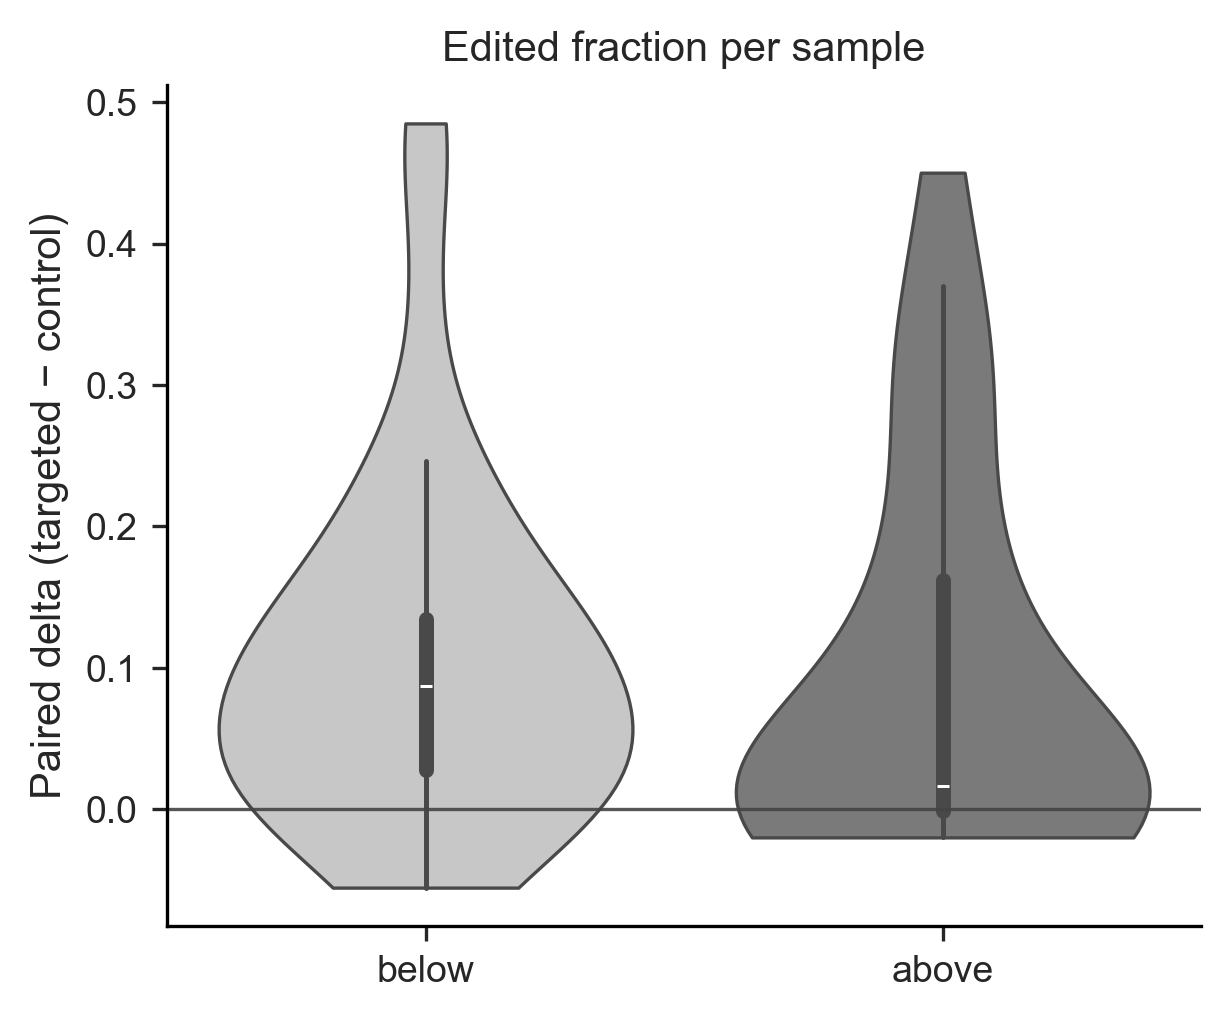 Edited fraction per sample
Paired delta (targeted − control)
0.5
0.4
0.3
0.2
0.1
0.0
below
above